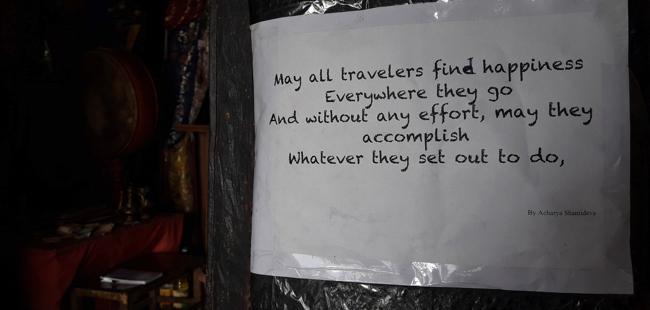 May all travelers find happiness
Everywhere they go
And without any effort, may they
accomplish
Whatever they set out to do,
By Acharya Shantideva